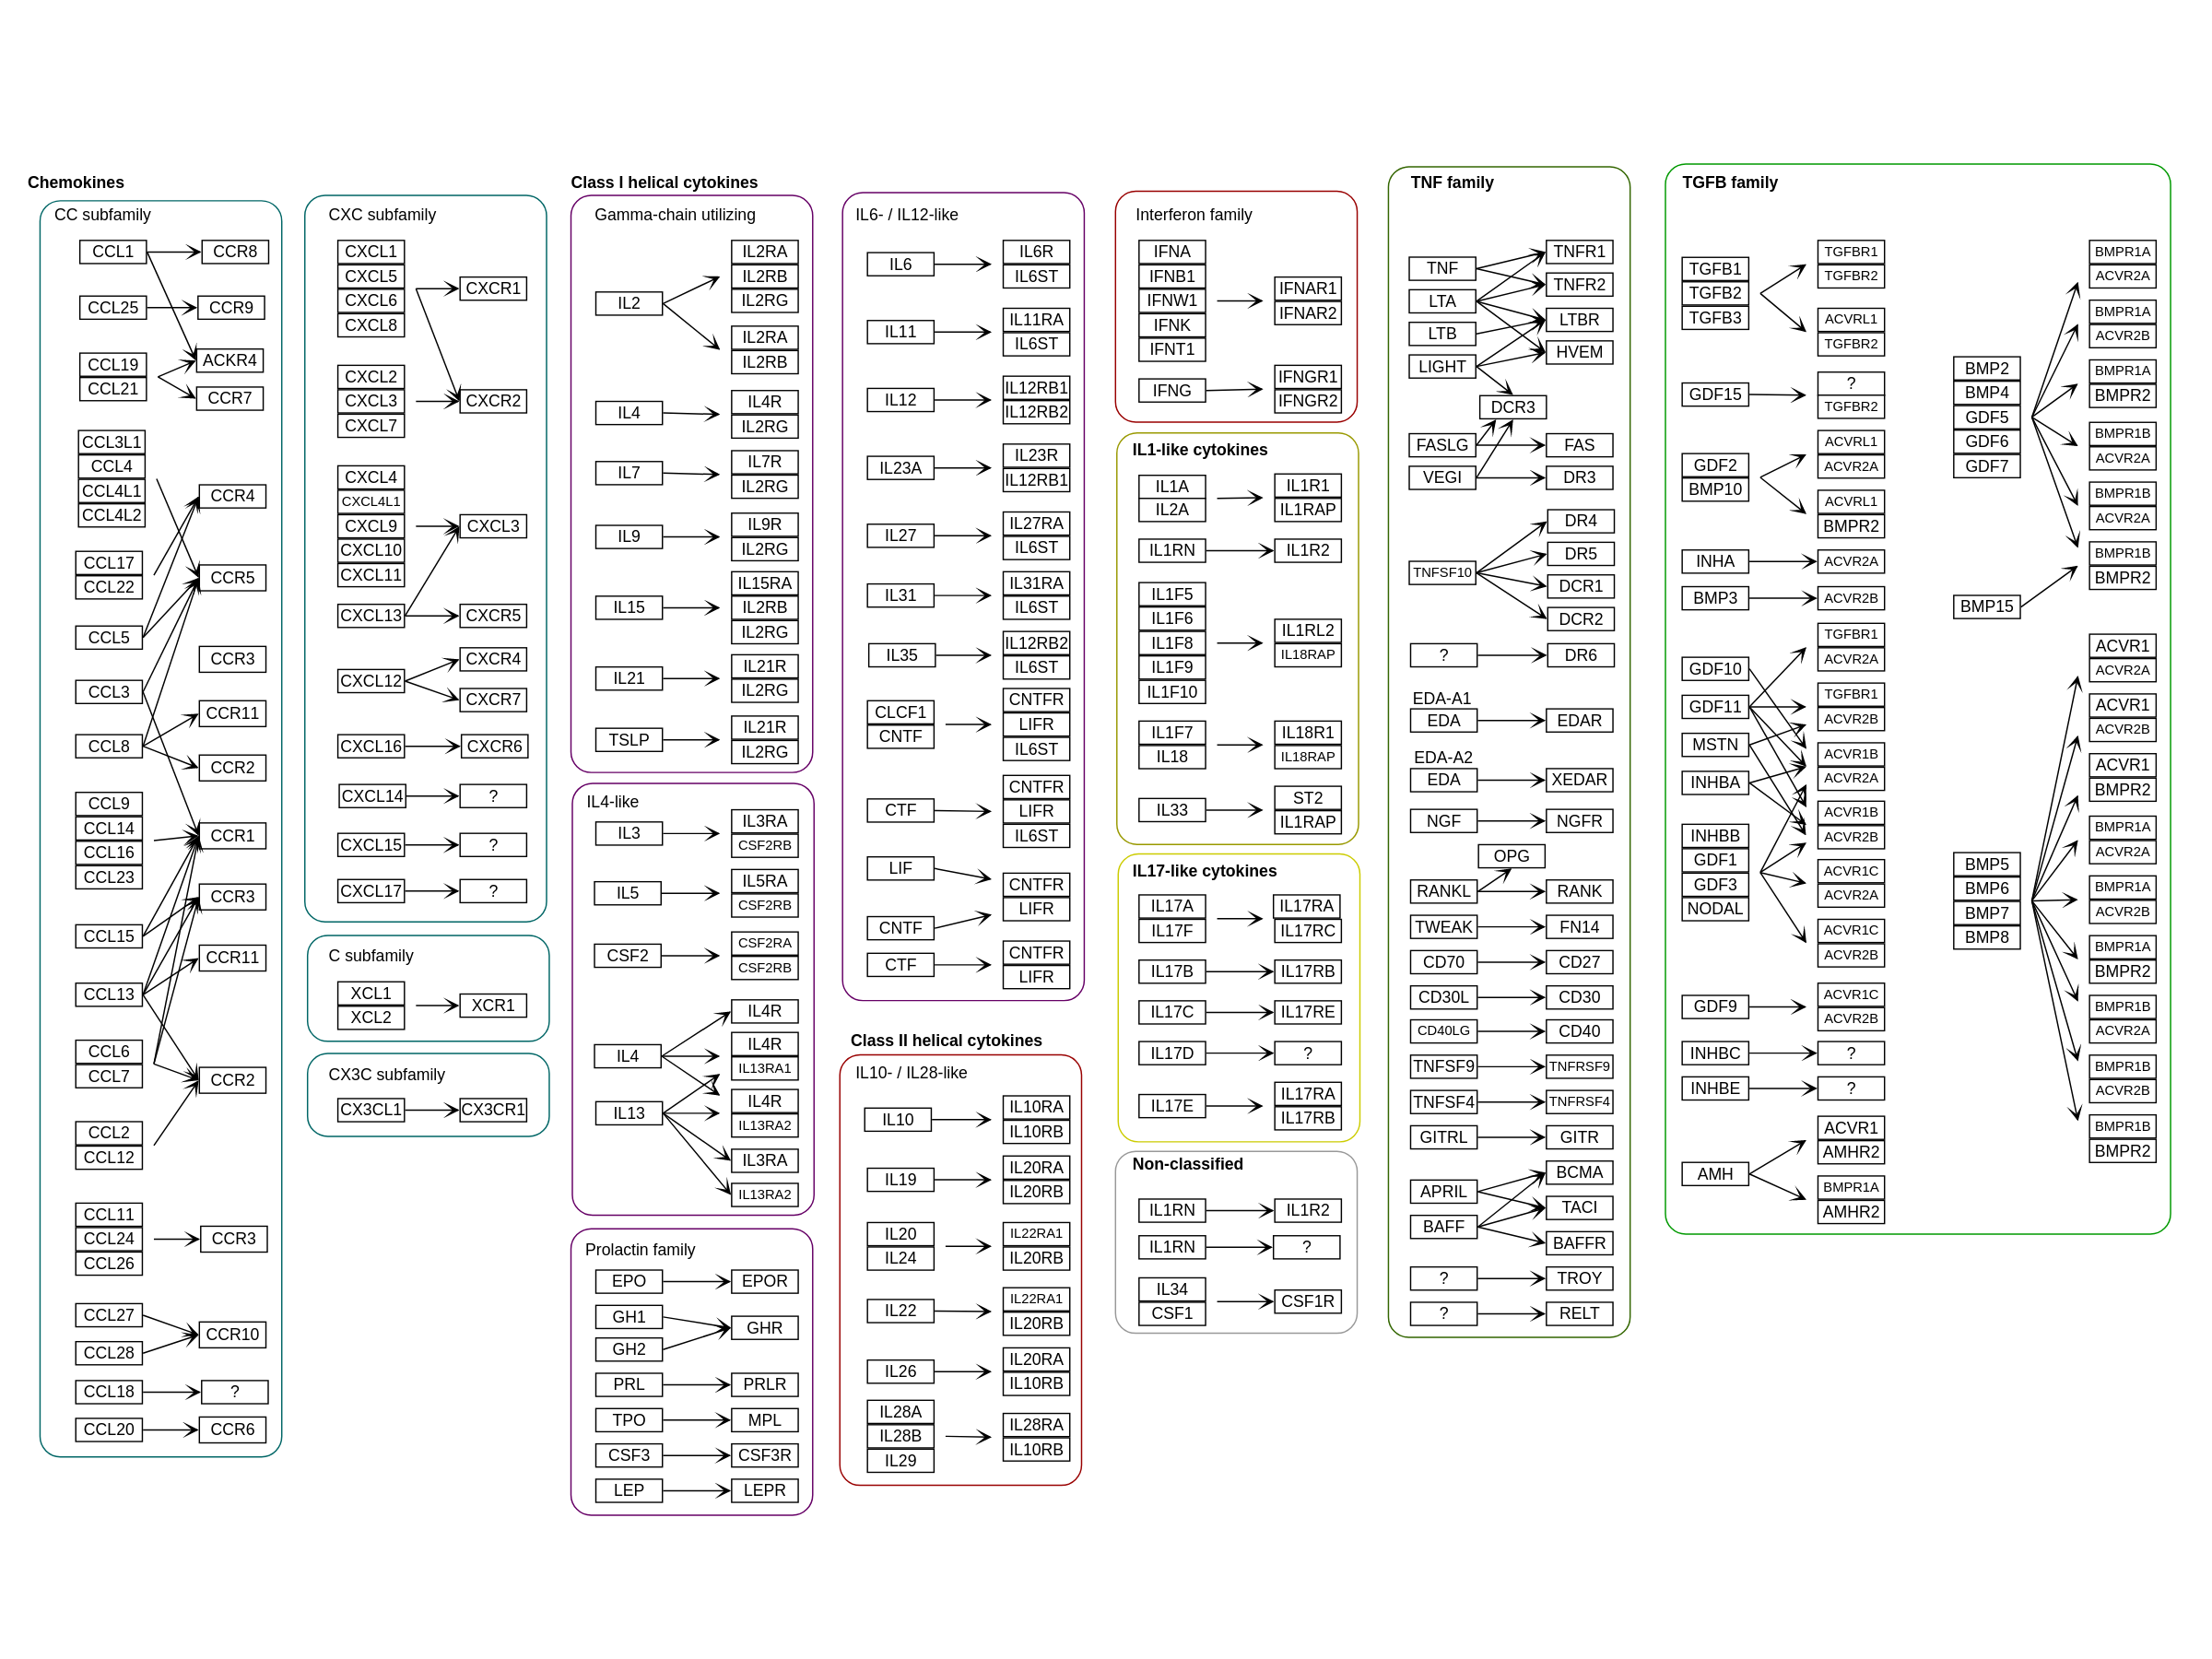 Chemokines
CC subfamily
CCL1
CCR8
CCL25
CCR9
CCL19
CCL21
ACKR4
CCR7
CCL3L1
CCL4
CCL4L1
CCL4L2
CCR4
CCL17
CCL22
CCR5
CCL5
CCR3
CCL3
CCR11
CCL8
CCR2
CCL9
CCL14
CCL16
CCL23
CCR1
CCR3
CCL15
CCR11
CCL13
CCL6
CCL7
CCR2
CCL2
CCL12
CCL11
CCL24
CCL26
CCR3
CCL27
CCR10
CCL28
CCL18
?
CCL20
CCR6
CXC subfamily
CXCL1
CXCL5
CXCL6
CXCL8
CXCR1
CXCL2
CXCL3
CXCL7
CXCR2
CXCL4
CXCL4L1
CXCL9
CXCL10
CXCL11
CXCL3
CXCL13
CXCR5
CXCL12
CXCR4
CXCR7
CXCL16
CXCR6
CXCL14
?
CXCL15
?
CXCL17
?
C subfamily
XCL1
XCL2
XCR1
CX3C subfamily
CX3CL1
CX3CR1
Class I helical cytokines
Gamma-chain utilizing
IL2
IL2RA
IL2RB
IL2RG
IL2RA
IL2RB
IL4
IL4R
IL2RG
IL7
IL7R
IL2RG
IL9
IL9R
IL2RG
IL15
IL15RA
IL2RB
IL2RG
IL21
IL21R
IL2RG
TSLP
IL21R
IL2RG
IL4-like
IL3
IL3RA
CSF2RB
IL5
IL5RA
CSF2RB
CSF2
CSF2RA
CSF2RB
IL4R
IL4
IL4R
IL13RA1
IL13
IL4R
IL13RA2
IL3RA
IL13RA2
Prolactin family
EPO
EPOR
GH1
GH2
GHR
PRL
PRLR
TPO
MPL
CSF3
CSF3R
LEP
LEPR
IL6- / IL12-like
IL6
IL6R
IL6ST
IL11
IL11RA
IL6ST
IL12
IL12RB1
IL12RB2
IL23A
IL23R
IL12RB1
IL27
IL27RA
IL6ST
IL31
IL31RA
IL6ST
IL35
IL12RB2
IL6ST
CLCF1
CNTF
CNTFR
LIFR
IL6ST
CTF
CNTFR
LIFR
IL6ST
LIF
CNTFR
LIFR
CNTF
CTF
CNTFR
LIFR
Class II helical cytokines
IL10- / IL28-like
IL10
IL10RA
IL10RB
IL19
IL20RA
IL20RB
IL20
IL24
IL22RA1
IL20RB
IL22
IL22RA1
IL20RB
IL26
IL20RA
IL10RB
IL28A
IL28B
IL29
IL28RA
IL10RB
Interferon family
IFNA
IFNB1
IFNW1
IFNK
IFNT1
IFNAR1
IFNAR2
IFNG
IFNGR1
IFNGR2
IL1-like cytokines
IL1A
IL2A
IL1R1
IL1RAP
IL1RN
IL1R2
IL1F5
IL1F6
IL1F8
IL1F9
IL1F10
IL1RL2
IL18RAP
IL1F7
IL18
IL18R1
IL18RAP
IL33
ST2
IL1RAP
IL17-like cytokines
IL17A
IL17F
IL17RA
IL17RC
IL17B
IL17RB
IL17C
IL17RE
IL17D
?
IL17E
IL17RA
IL17RB
Non-classified
IL1RN
IL1R2
IL1RN
?
IL34
CSF1
CSF1R
TNF family
TNF
TNFR1
LTA
TNFR2
LTB
LTBR
LIGHT
HVEM
DCR3
FASLG
FAS
VEGI
DR3
TNFSF10
DR4
DR5
DCR1
DCR2
?
DR6
EDA-A1
EDA
EDAR
EDA-A2
EDA
XEDAR
NGF
NGFR
OPG
RANKL
RANK
TWEAK
FN14
CD70
CD27
CD30L
CD30
CD40LG
CD40
TNFSF9
TNFRSF9
TNFSF4
TNFRSF4
GITRL
GITR
APRIL
BCMA
TACI
BAFF
BAFFR
?
TROY
?
RELT
TGFB family
TGFB1
TGFB2
TGFB3
TGFBR1
TGFBR2
ACVRL1
TGFBR2
GDF15
?
TGFBR2
GDF2
BMP10
ACVRL1
ACVR2A
ACVRL1
BMPR2
INHA
ACVR2A
BMP3
ACVR2B
GDF10
TGFBR1
ACVR2A
GDF11
TGFBR1
ACVR2B
MSTN
ACVR1B
ACVR2A
INHBA
ACVR1B
ACVR2B
INHBB
GDF1
GDF3
NODAL
ACVR1C
ACVR2A
ACVR1C
ACVR2B
GDF9
ACVR1C
ACVR2B
INHBC
?
INHBE
?
AMH
ACVR1
AMHR2
BMPR1A
AMHR2
BMP2
BMP4
GDF5
GDF6
GDF7
BMP15
BMPR1A
ACVR2A
BMPR1A
ACVR2B
BMPR1A
BMPR2
BMPR1B
ACVR2A
BMPR1B
ACVR2A
BMPR1B
BMPR2
BMP5
BMP6
BMP7
BMP8
ACVR1
ACVR2A
ACVR1
ACVR2B
ACVR1
BMPR2
BMPR1A
ACVR2A
BMPR1A
ACVR2B
BMPR1A
BMPR2
BMPR1B
ACVR2A
BMPR1B
ACVR2B
BMPR1B
BMPR2